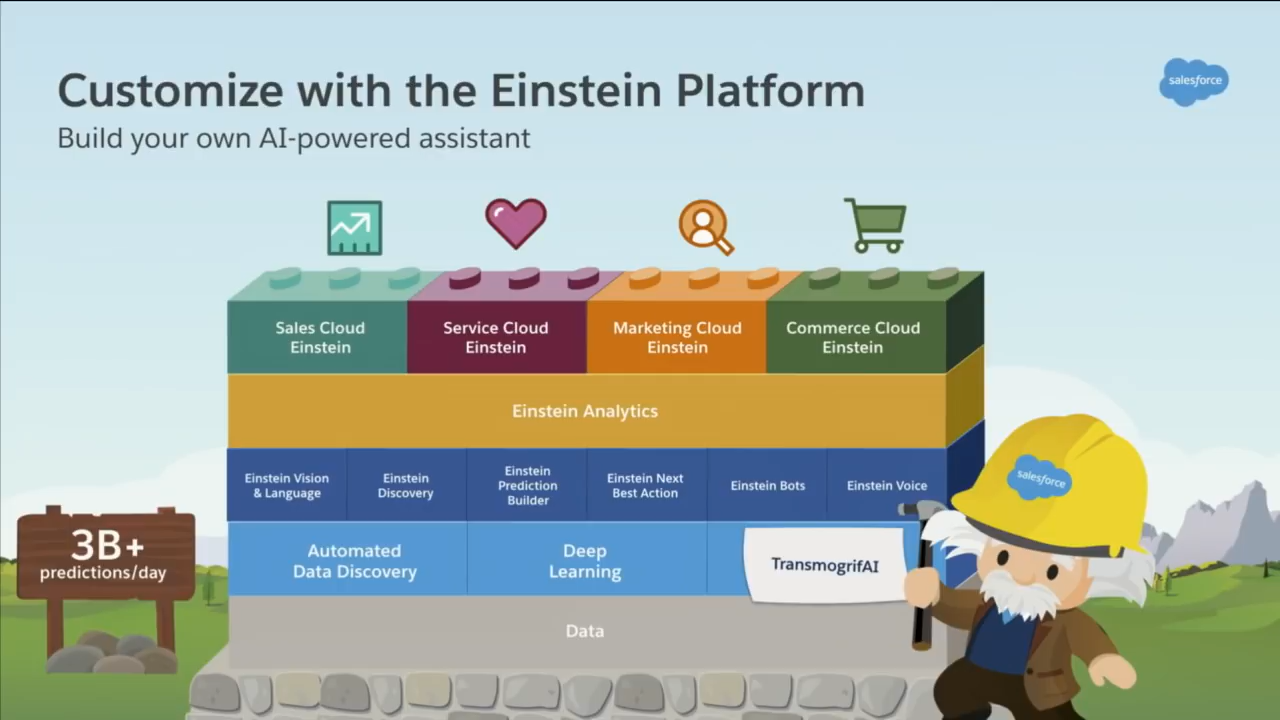 Customize with the Einstein Platform
Build your own AI-powered assistant
salesforce
Sales Cloud
Einstein
Service Cloud
Einstein
Marketing Cloud
Einstein
Commerce Cloud
Einstein
Einstein Analytics
Einstein Vision
& Language
Einstein
Discovery
Einstein
Prediction
Builder
Einstein Next
Best Action
Einstein Bots
Einstein Voice
salesforce
3B+
predictions/day
Automated
Data Discovery
Deep
Learning
TransmogrifAI
Data